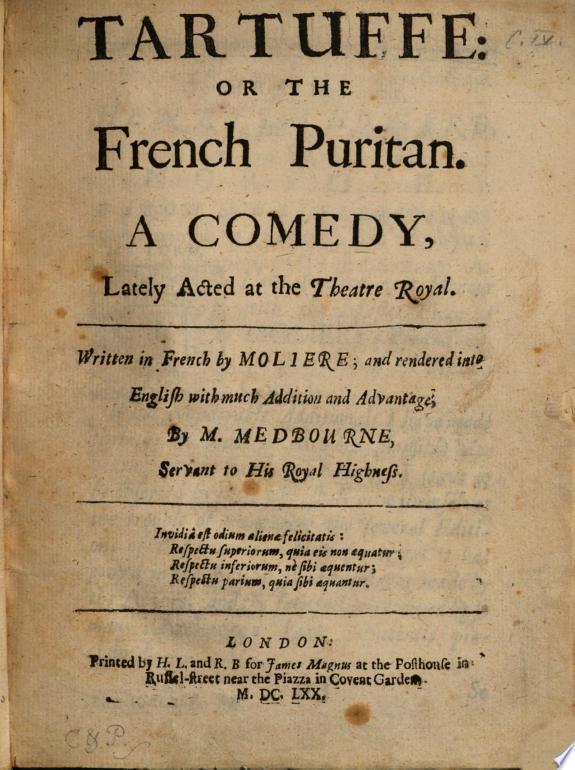 TARTUFFE:
OR THE
French Puritan.
A COMEDY,
Lately Acted at the Theatre Royal.
Written in French by MOLIERE; and rendered into
Engliſh with much Addition and Advantage,
By M. MEDBOURNE,
Servant to His Royal Highneſs.
Invidia eſt odium alienæ felicitatis:
Reſpectu ſuperiorum, quia eis non æquatur;
Reſpectu inferiorum, nè ſibi æquentur;
Reſpectu parium, quia ſibi æquantur.
LONDON:
Printed by H. L. and R. B for James Magnus at the Poſthouſe in
Ruſſel-ſtreet near the Piazza in Covent Garden.
M. DC. LXX.
C & P.